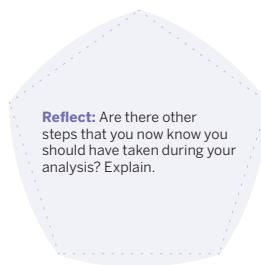 Reflect: Are there other
steps that you now know you
should have taken during your
analysis? Explain.